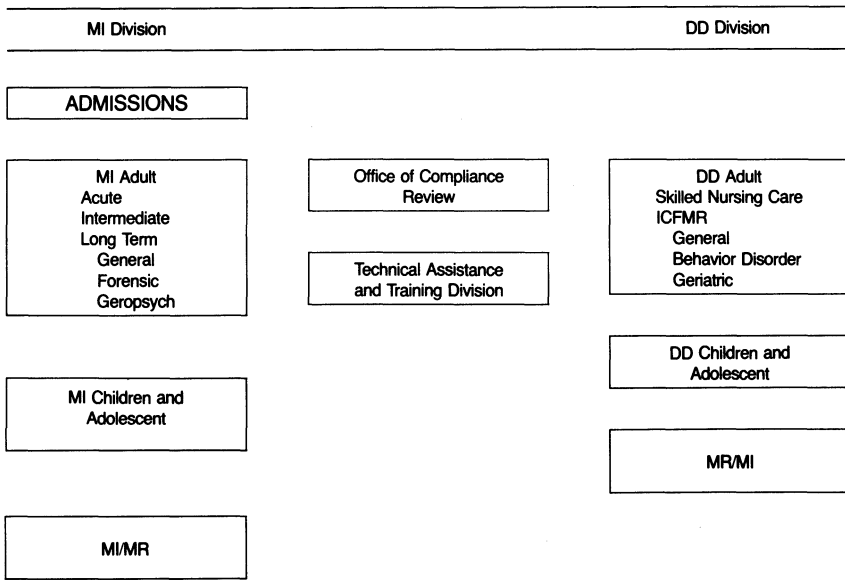 MI Division
DD Division
ADMISSIONS
MI Adult
Acute
Intermediate
Long Term
General
Forensic
Geropsych
Office of Compliance
Review
Technical Assistance
and Training Division
DD Adult
Skilled Nursing Care
ICFMR
General
Behavior Disorder
Geriatric
MI Children and
Adolescent
DD Children and
Adolescent
MR/MI
MI/MR